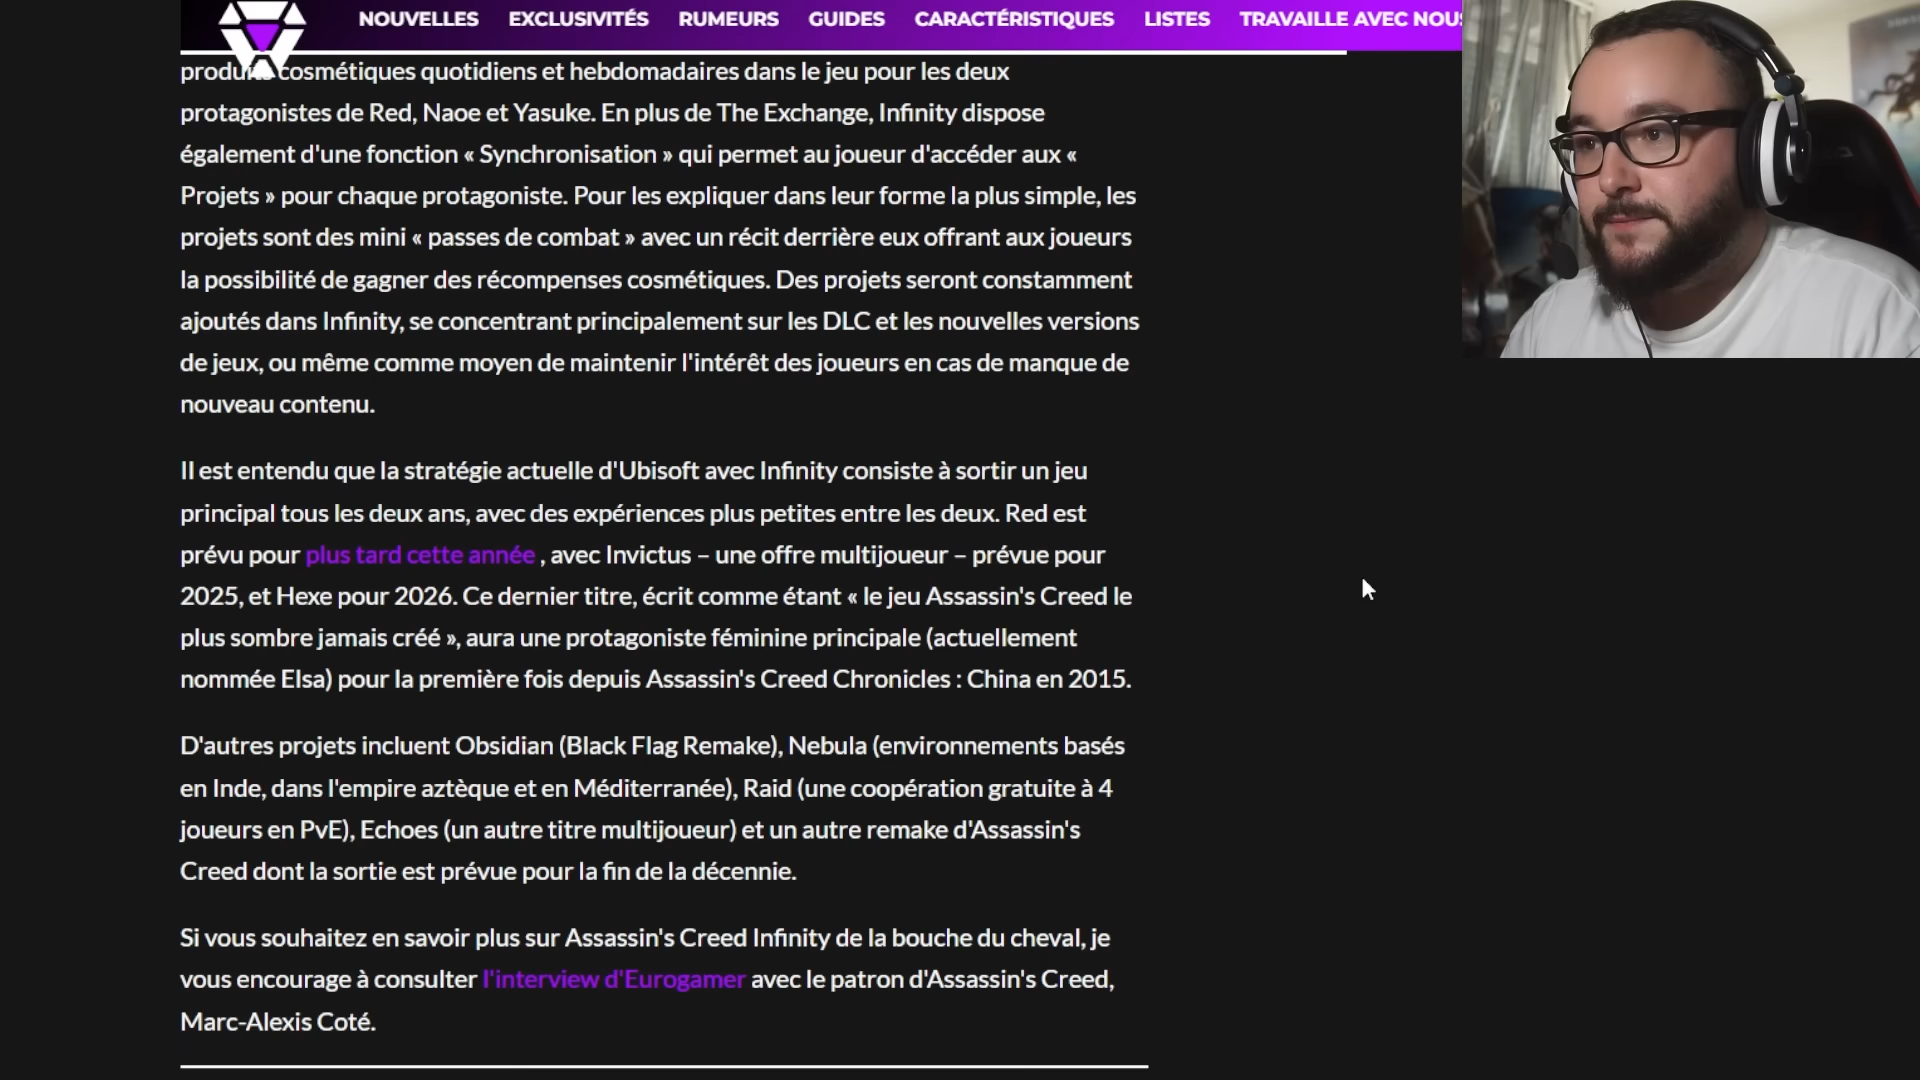 NOUVELLES EXCLUSIVITÉS RUMEURS GUIDES CARACTÉRISTIQUES LISTES TRAVAILLE AVEC NOUS
produits cosmétiques quotidiens et hebdomadaires dans le jeu pour les deux
protagonistes de Red, Naoe et Yasuke. En plus de The Exchange, Infinity dispose
également d'une fonction « Synchronisation » qui permet au joueur d'accéder aux «
Projets » pour chaque protagoniste. Pour les expliquer dans leur forme la plus simple, les
projets sont des mini « passes de combat » avec un récit derrière eux offrant aux joueurs
la possibilité de gagner des récompenses cosmétiques. Des projets seront constamment
ajoutés dans Infinity, se concentrant principalement sur les DLC et les nouvelles versions
de jeux, ou même comme moyen de maintenir l'intérêt des joueurs en cas de manque de
nouveau contenu.
Il est entendu que la stratégie actuelle d'Ubisoft avec Infinity consiste à sortir un jeu
principal tous les deux ans, avec des expériences plus petites entre les deux. Red est
prévu pour plus tard cette année , avec Invictus – une offre multijoueur – prévue pour
2025, et Hexe pour 2026. Ce dernier titre, écrit comme étant « le jeu Assassin's Creed le
plus sombre jamais créé », aura une protagoniste féminine principale (actuellement
nommée Elsa) pour la première fois depuis Assassin's Creed Chronicles : China en 2015.
D'autres projets incluent Obsidian (Black Flag Remake), Nebula (environnements basés
en Inde, dans l'empire aztèque et en Méditerranée), Raid (une coopération gratuite à 4
joueurs en PvE), Echoes (un autre titre multijoueur) et un autre remake d'Assassin's
Creed dont la sortie est prévue pour la fin de la décennie.
Si vous souhaitez en savoir plus sur Assassin's Creed Infinity de la bouche du cheval, je
vous encourage à consulter l'interview d'Eurogamer avec le patron d'Assassin's Creed,
Marc-Alexis Coté.